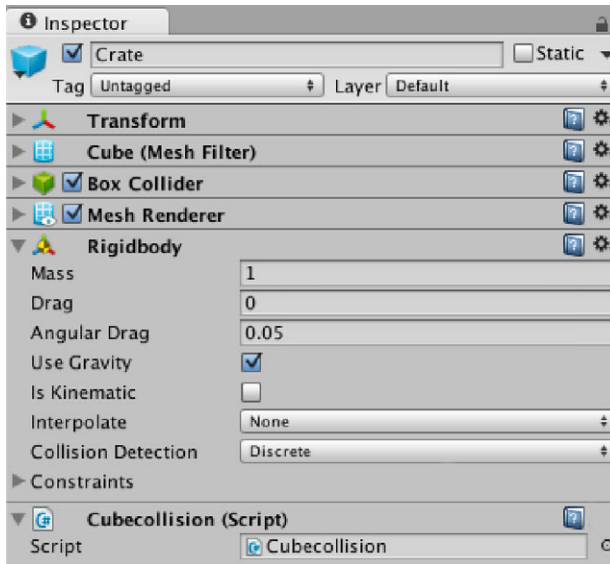 Inspector
Crate Static
Tag Untagged Layer Default
Transform
Cube (Mesh Filter)
Box Collider
Mesh Renderer
Rigidbody
Mass 1
Drag 0
Angular Drag 0.05
Use Gravity
Is Kinematic
Interpolate None
Collision Detection Discrete
Constraints
Cubecollision (Script)
Script Cubecollision